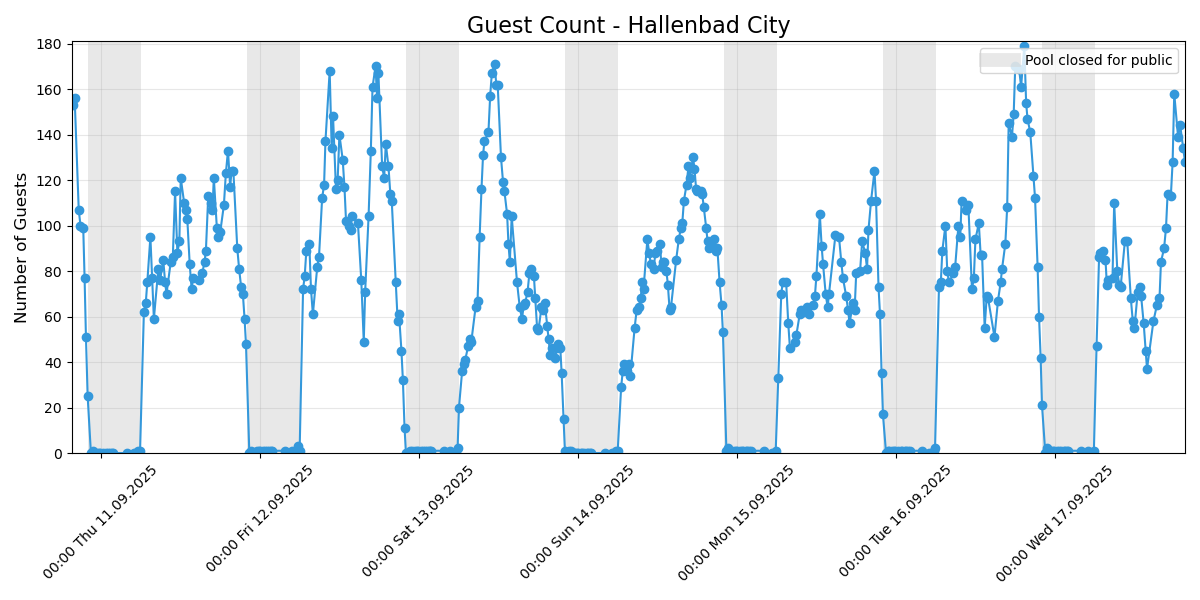 Guest Count - Hallenbad City
Pool closed for public
Number of Guests
180
160
140
120
100
80
60
40
20
0
00:00 Thu 11.09.2025
00:00 Fri 12.09.2025
00:00 Sat 13.09.2025
00:00 Sun 14.09.2025
00:00 Mon 15.09.2025
00:00 Tue 16.09.2025
00:00 Wed 17.09.2025